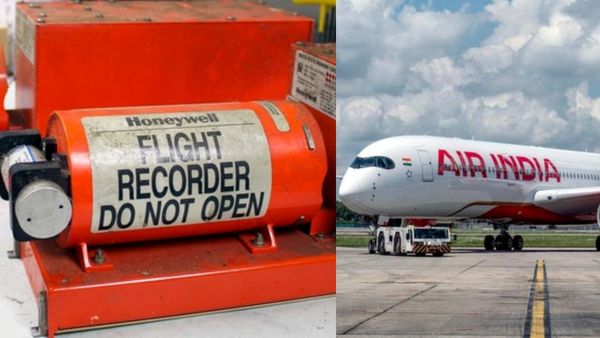 Honeywell
FLIGHT
RECORDER
DO NOT OPEN
AIR INDIA